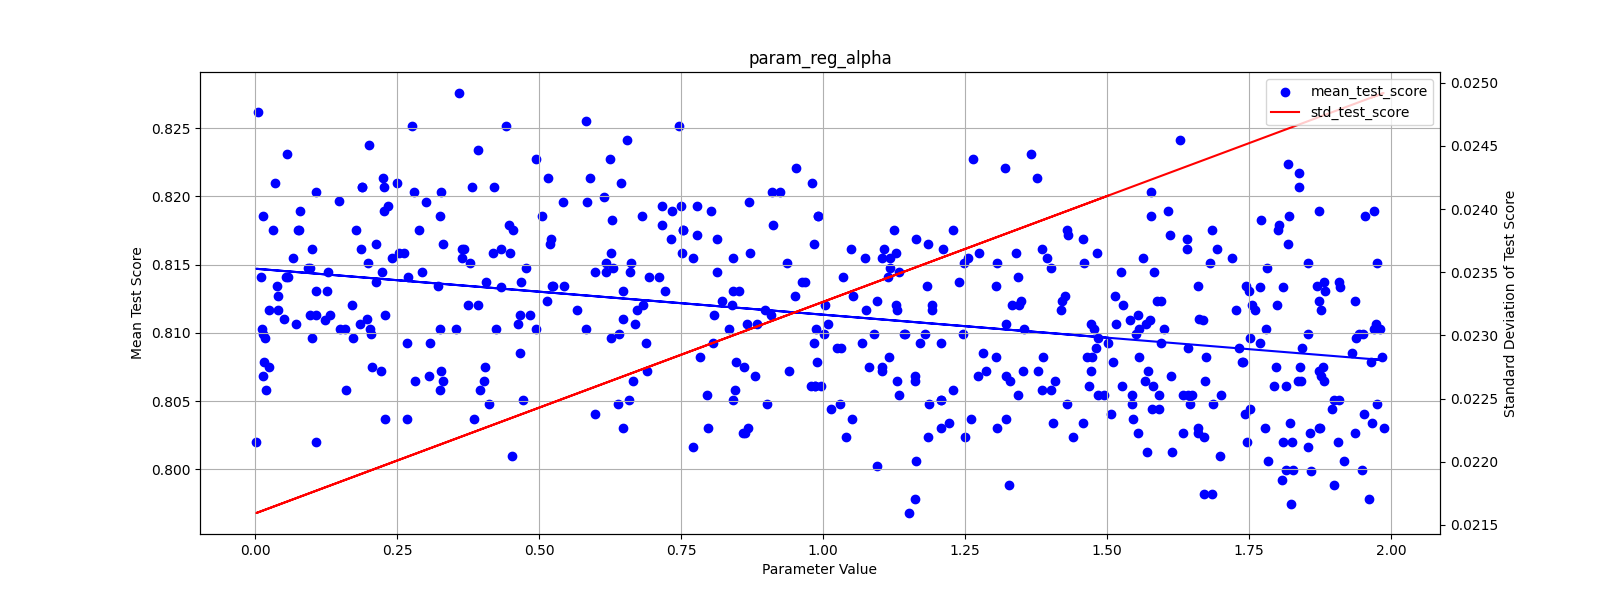 param_reg_alpha
mean_test_score
std_test_score
Mean Test Score
0.825
0.820
0.815
0.810
0.805
0.800
0.0250
0.0245
0.0240
0.0235
0.0230
0.0225
0.0220
0.0215
Standard Deviation of Test Score
0.00 0.25 0.50 0.75 1.00 1.25 1.50 1.75 2.00
Parameter Value